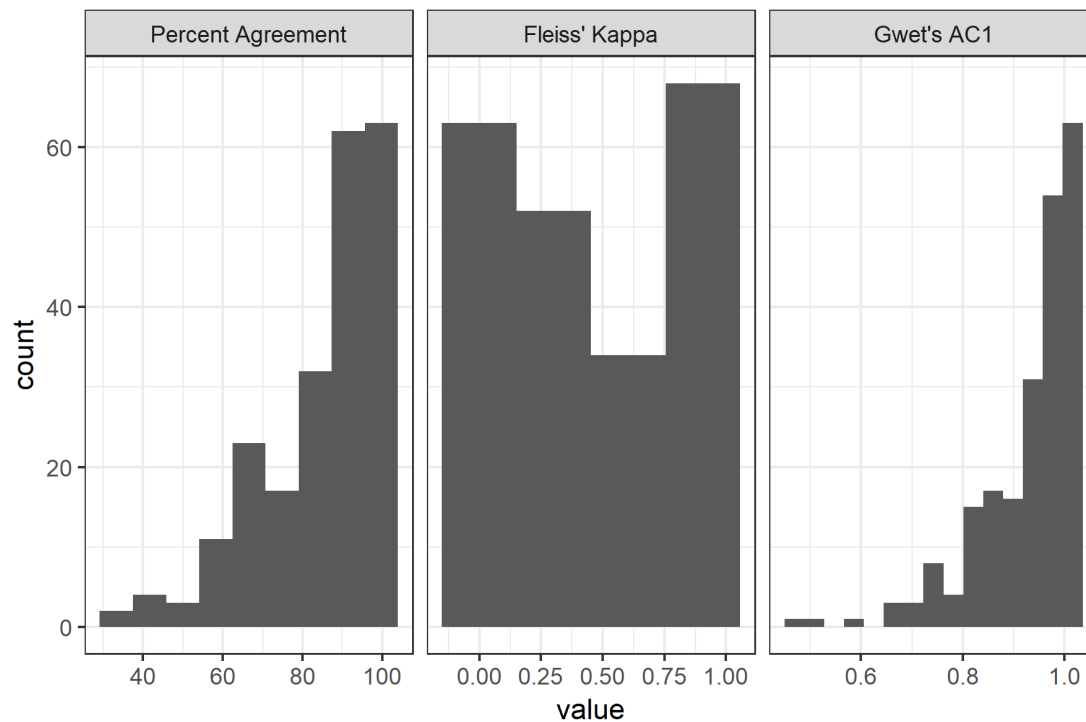 Percent Agreement
Fleiss' Kappa
Gwet's AC1
count
60
40
20
0
40 60 80 100
0.00 0.25 0.50 0.75 1.00
0.6 0.8 1.0
value